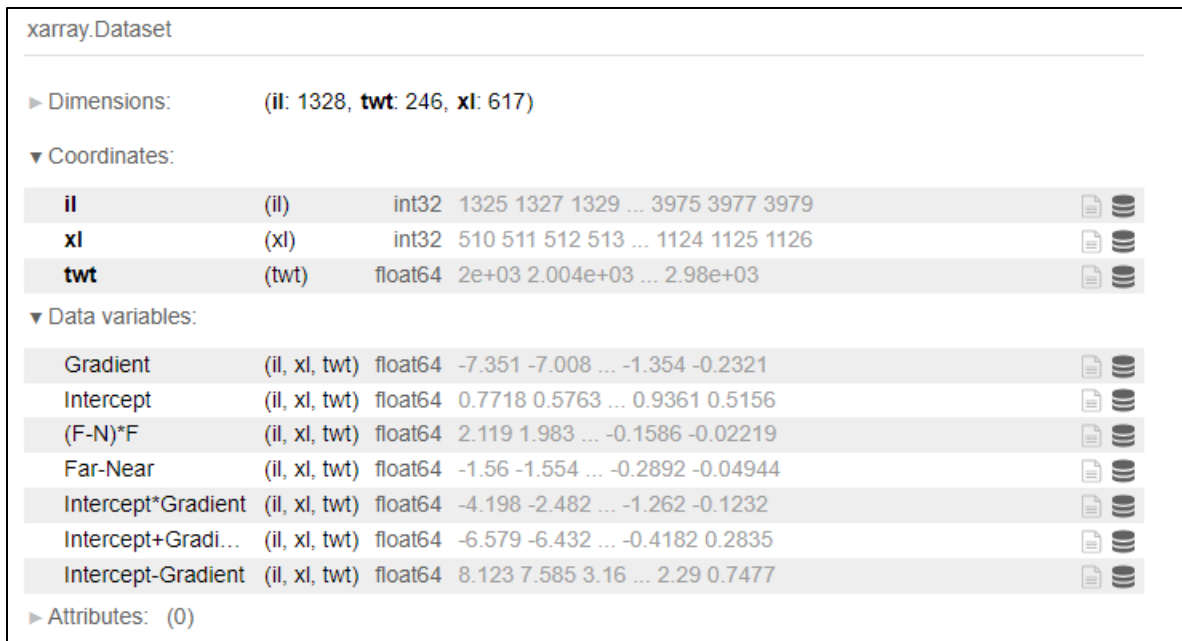 xarray.Dataset
► Dimensions: (il: 1328, twt: 246, xl: 617)
▼ Coordinates:
il (il) int32 1325 1327 1329 ... 3975 3977 3979
xl (xl) int32 510 511 512 513 ... 1124 1125 1126
twt (twt) float64 2e+03 2.004e+03 ... 2.98e+03
▼ Data variables:
Gradient (il, xl, twt) float64 -7.351 -7.008 ... -1.354 -0.2321
Intercept (il, xl, twt) float64 0.7718 0.5763 ... 0.9361 0.5156
(F-N)*F (il, xl, twt) float64 2.119 1.983 ... -0.1586 -0.02219
Far-Near (il, xl, twt) float64 -1.56 -1.554 ... -0.2892 -0.04944
Intercept*Gradient (il, xl, twt) float64 -4.198 -2.482 ... -1.262 -0.1232
Intercept+Gradi... (il, xl, twt) float64 -6.579 -6.432 ... -0.4182 0.2835
Intercept-Gradient (il, xl, twt) float64 8.123 7.585 3.16 ... 2.29 0.7477
► Attributes: (0)